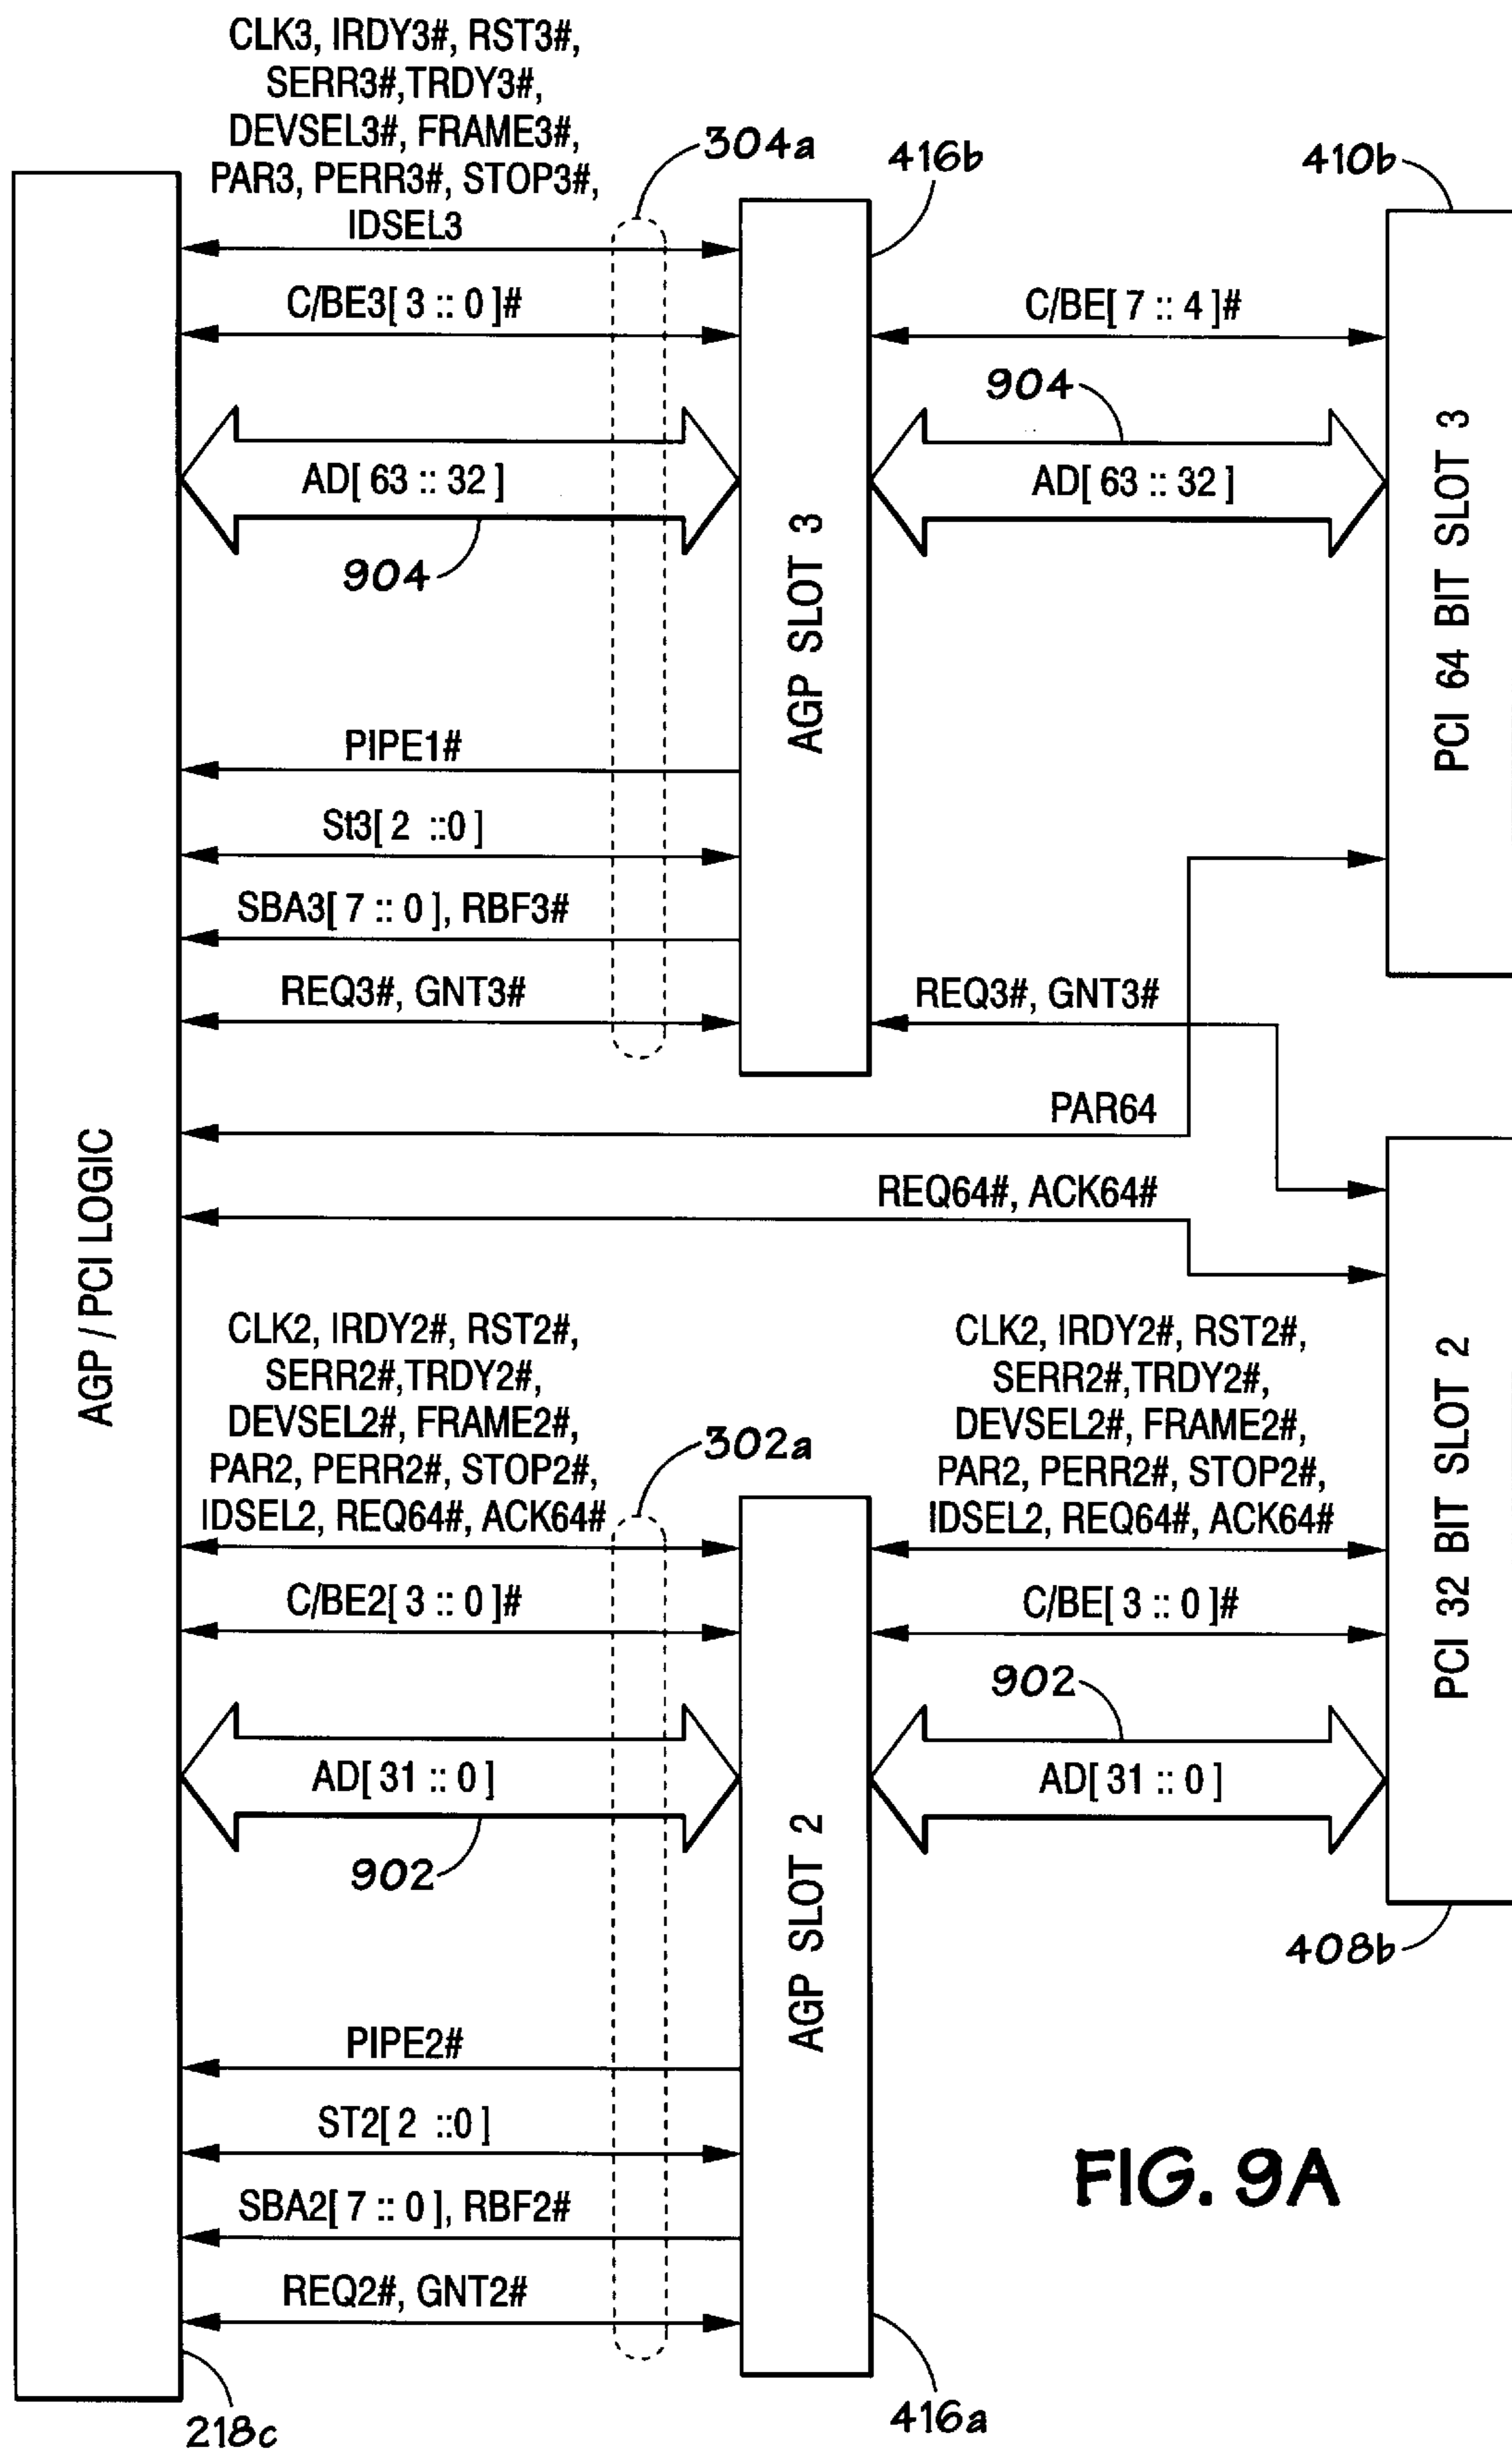 CLK3, IRDY3#, RST3#,
SERR3#,TRDY3#,
DEVSEL3#, FRAME3#,
PAR3, PERR3#, STOP3#,
IDSEL3
304a
416b
410b
C/BE3[ 3 :: 0 ]#
C/BE[ 7 :: 4 ]#
904
AD[ 63 :: 32 ]
AD[ 63 :: 32 ]
904
AGP SLOT 3
PCI 64 BIT SLOT 3
PIPE1#
St3[ 2 ::0 ]
SBA3[ 7 :: 0 ], RBF3#
REQ3#, GNT3#
REQ3#, GNT3#
PAR64
REQ64#, ACK64#
AGP / PCI LOGIC
CLK2, IRDY2#, RST2#,
SERR2#,TRDY2#,
DEVSEL2#, FRAME2#,
PAR2, PERR2#, STOP2#,
IDSEL2, REQ64#, ACK64#
302a
CLK2, IRDY2#, RST2#,
SERR2#,TRDY2#,
DEVSEL2#, FRAME2#,
PAR2, PERR2#, STOP2#,
IDSEL2, REQ64#, ACK64#
PCI 32 BIT SLOT 2
C/BE2[ 3 :: 0 ]#
C/BE[ 3 :: 0 ]#
902
AD[ 31 :: 0 ]
AD[ 31 :: 0 ]
902
AGP SLOT 2
408b
PIPE2#
ST2[ 2 ::0 ]
SBA2[ 7 :: 0 ], RBF2#
REQ2#, GNT2#
FIG. 9A
218c
416a